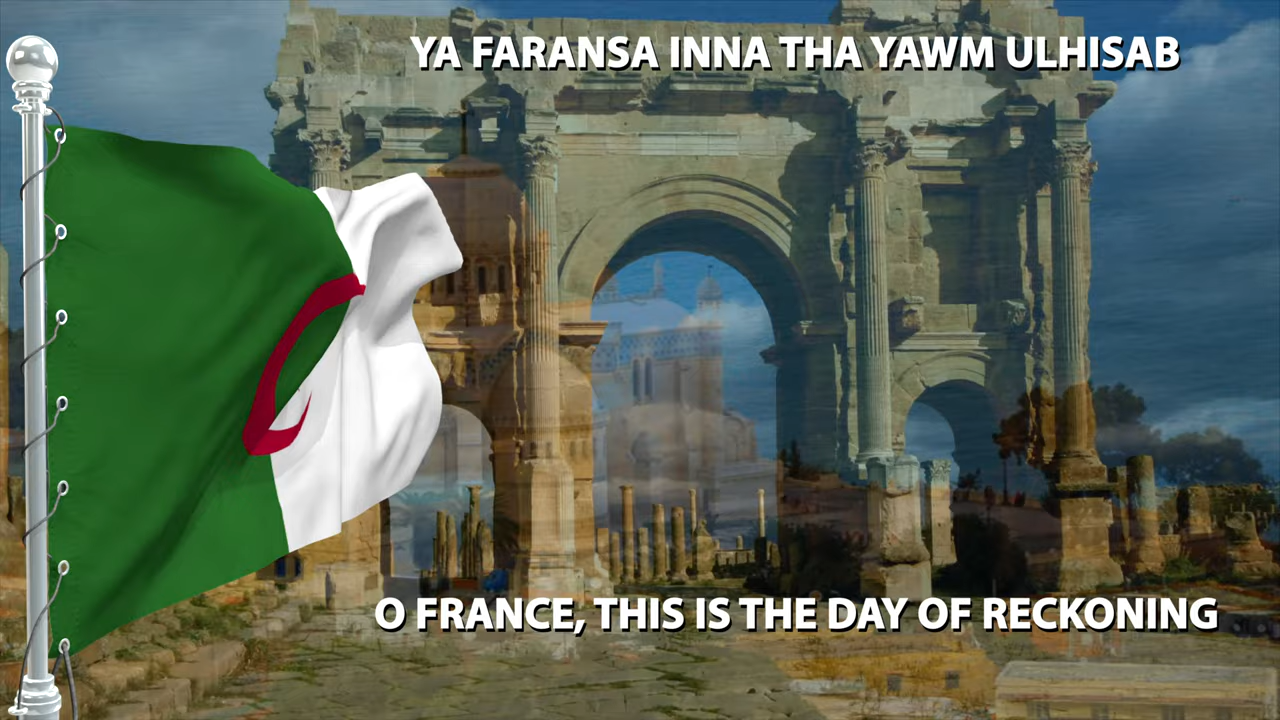 YA FARANSA INNA THA YAWM ULHISAB
O FRANCE, THIS IS THE DAY OF RECKONING